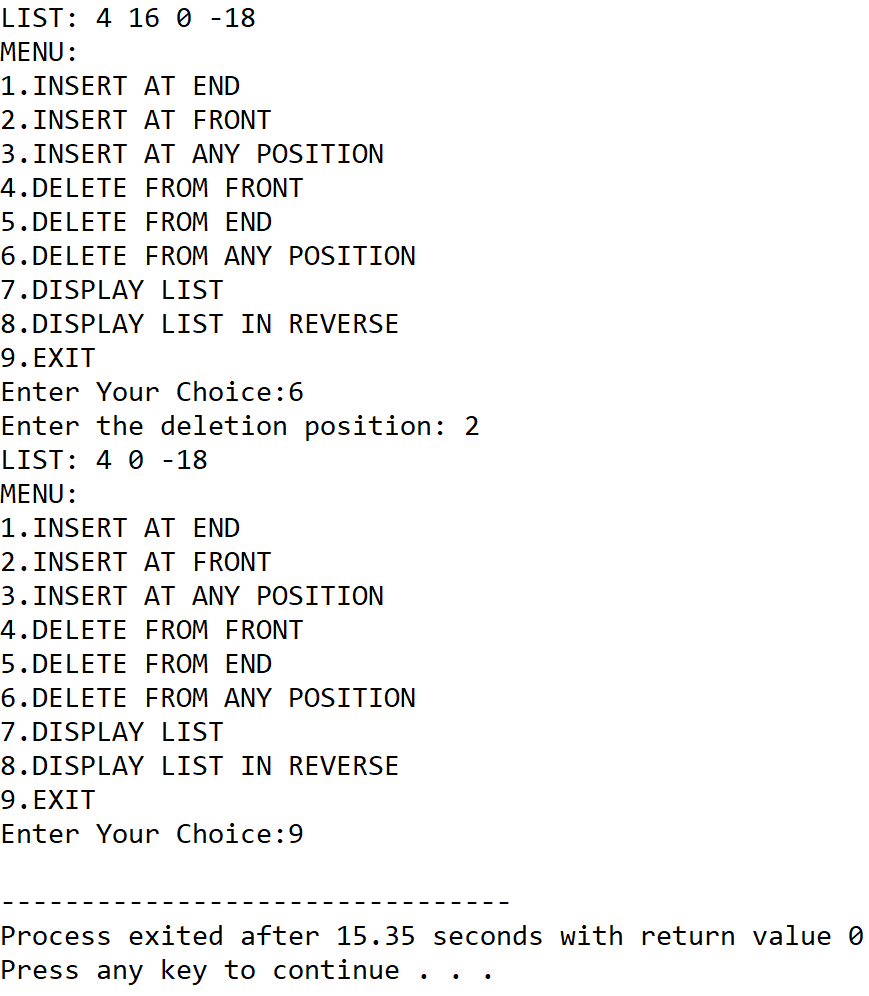 LIST: 4 16 0 -18
MENU:
1.INSERT AT END
2.INSERT AT FRONT
3.INSERT AT ANY POSITION
4.DELETE FROM FRONT
5.DELETE FROM END
6.DELETE FROM ANY POSITION
7.DISPLAY LIST
8.DISPLAY LIST IN REVERSE
9.EXIT
Enter Your Choice:6
Enter the deletion position: 2
LIST: 4 0 -18
MENU:
1.INSERT AT END
2.INSERT AT FRONT
3.INSERT AT ANY POSITION
4.DELETE FROM FRONT
5.DELETE FROM END
6.DELETE FROM ANY POSITION
7.DISPLAY LIST
8.DISPLAY LIST IN REVERSE
9.EXIT
Enter Your Choice:9
--------------------------------
Process exited after 15.35 seconds with return value 0
Press any key to continue . . .